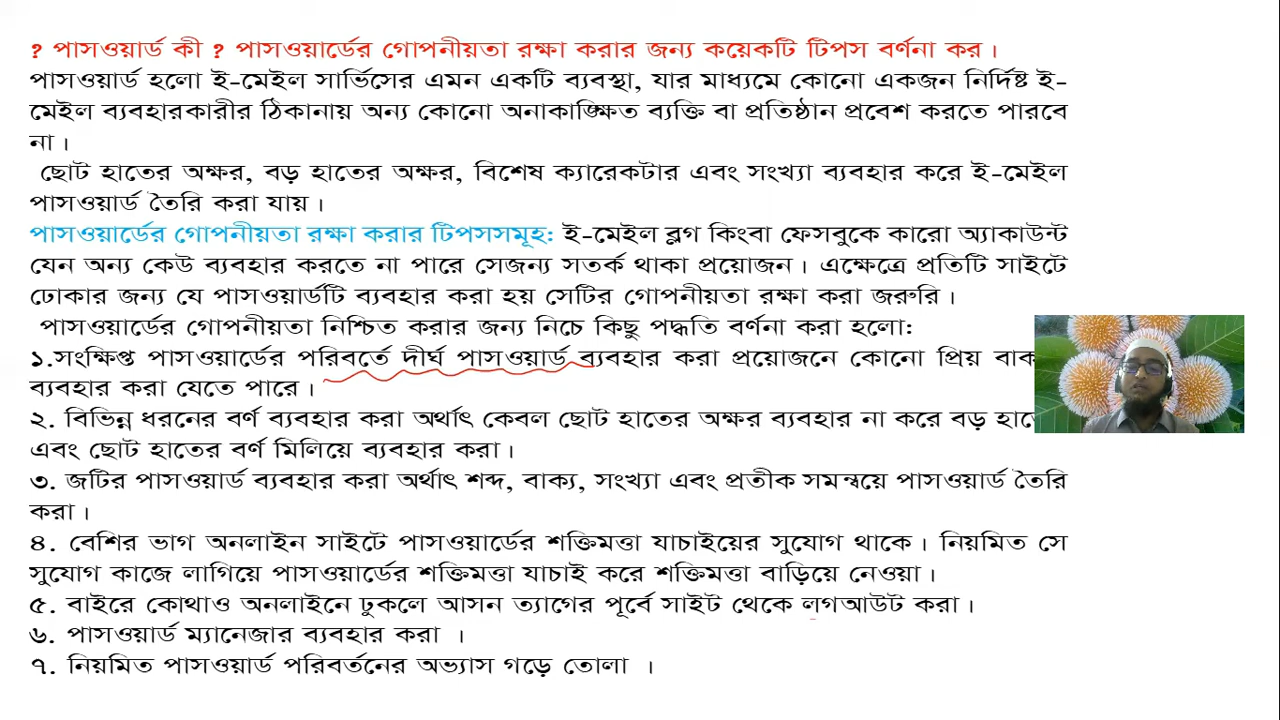 ? পাসওয়ার্ড কী ? পাসওয়ার্ডের গোপনীয়তা রক্ষা করার জন্য কয়েকটি টিপস বর্ণনা কর।
পাসওয়ার্ড হলো ই-মেইল সার্ভিসের এমন একটি ব্যবস্থা, যার মাধ্যমে কোনো একজন নির্দিষ্ট ই-
মেইল ব্যবহারকারীর ঠিকানায় অন্য কোনো অনাকাঙ্ক্ষিত ব্যক্তি বা প্রতিষ্ঠান প্রবেশ করতে পারবে
না।
ছোট হাতের অক্ষর, বড় হাতের অক্ষর, বিশেষ ক্যারেকটার এবং সংখ্যা ব্যবহার করে ই-মেইল
পাসওয়ার্ড তৈরি করা যায়।
পাসওয়ার্ডের গোপনীয়তা রক্ষা করার টিপসসমূহ: ই-মেইল ব্লগ কিংবা ফেসবুকে কারো অ্যাকাউন্ট
যেন অন্য কেউ ব্যবহার করতে না পারে সেজন্য সতর্ক থাকা প্রয়োজন। এক্ষেত্রে প্রতিটি সাইটে
ঢোকার জন্য যে পাসওয়ার্ডটি ব্যবহার করা হয় সেটির গোপনীয়তা রক্ষা করা জরুরি।
পাসওয়ার্ডের গোপনীয়তা নিশ্চিত করার জন্য নিচে কিছু পদ্ধতি বর্ণনা করা হলো:
১.সংক্ষিপ্ত পাসওয়ার্ডের পরিবর্তে দীর্ঘ পাসওয়ার্ড ব্যবহার করা প্রয়োজনে কোনো প্রিয়
ব্যবহার করা যেতে পারে।
২. বিভিন্ন ধরনের বর্ণ ব্যবহার করা অর্থাৎ কেবল ছোট হাতের অক্ষর ব্যবহার না করে বড়
এবং ছোট হাতের বর্ণ মিলিয়ে ব্যবহার করা।
৩. জটির পাসওয়ার্ড ব্যবহার করা অর্থাৎ শব্দ, বাক্য, সংখ্যা এবং প্রতীক সমন্বয়ে পাসওয়ার্ড তৈরি
করা।
৪. বেশির ভাগ অনলাইন সাইটে পাসওয়ার্ডের শক্তিমত্তা যাচাইয়ের সুযোগ থাকে। নিয়মিত সে
সুযোগ কাজে লাগিয়ে পাসওয়ার্ডের শক্তিমত্তা যাচাই করে শক্তিমত্তা বাড়িয়ে নেওয়া।
৫. বাইরে কোথাও অনলাইনে ঢুকলে আসন ত্যাগের পূর্বে সাইট থেকে লগআউট করা।
৬. পাসওয়ার্ড ম্যানেজার ব্যবহার করা ।
৭. নিয়মিত পাসওয়ার্ড পরিবর্তনের অভ্যাস গড়ে তোলা ।